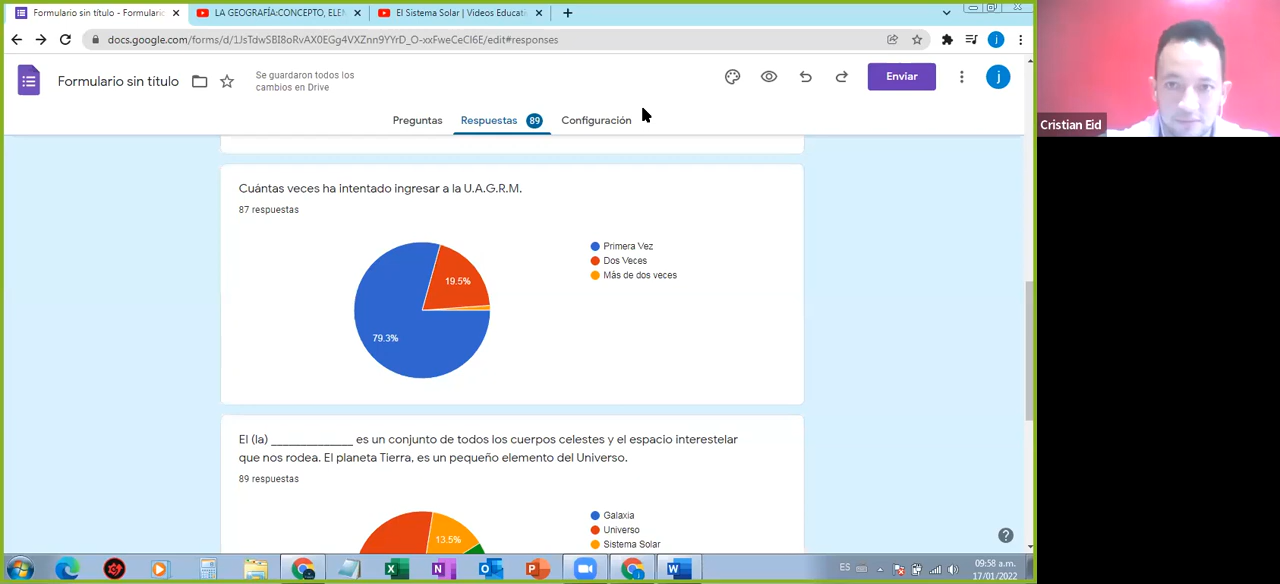 Formulario sin título - Formularic
LA GEOGRAFÍA:CONCEPTO, ELEN
El Sistema Solar | Videos Educati
docs.google.com/forms/d/1JsTdwSBI8oRvAX0EGg4VXZnn9YYrD_O-xxFweCeCI6E/edit#responses
j
Formulario sin título
Se guardaron todos los
cambios en Drive
Enviar
j
Preguntas
Respuestas 89
Configuración
Cristian Eid
Cuántas veces ha intentado ingresar a la U.A.G.R.M.
87 respuestas
Primera Vez
Dos Veces
Más de dos veces
19.5%
79.3%
El (la) ______________ es un conjunto de todos los cuerpos celestes y el espacio interestelar
que nos rodea. El planeta Tierra, es un pequeño elemento del Universo.
89 respuestas
Galaxia
Universo
Sistema Solar
13.5%
ES
09:58 a.m.
17/01/2022